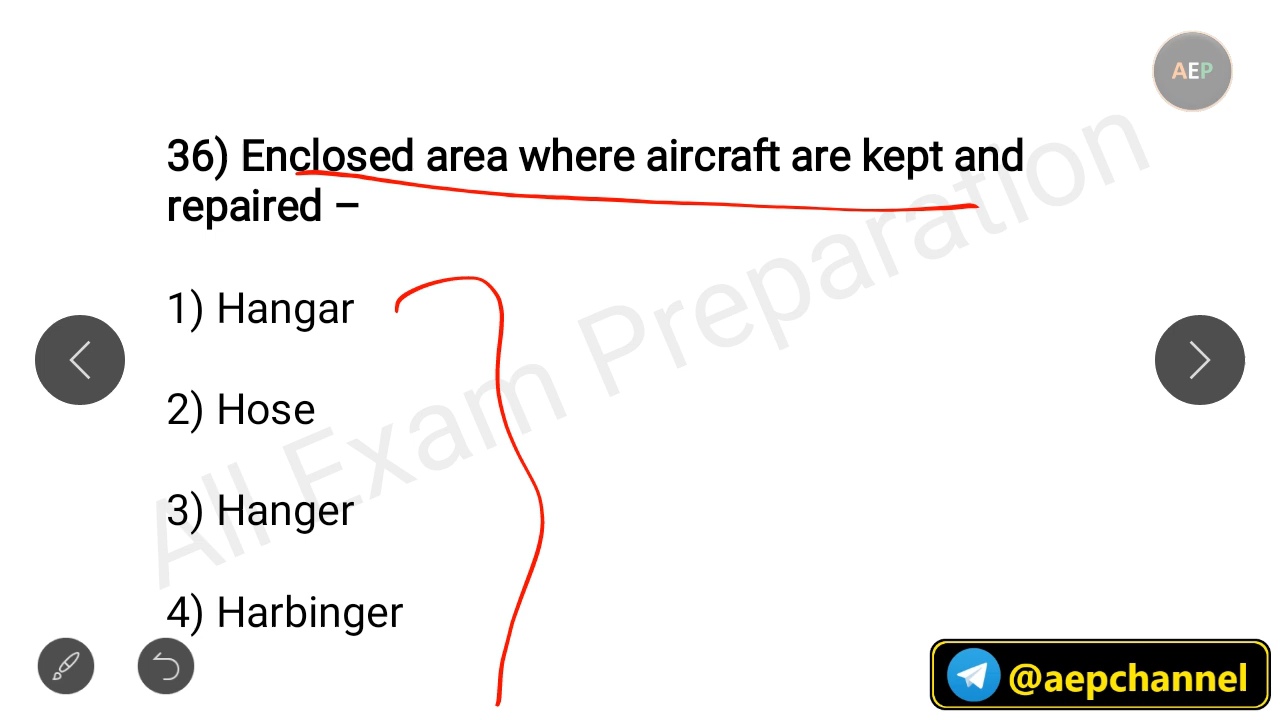 AEP
36) Enclosed area where aircraft are kept and
repaired –
1) Hangar
2) Hose
3) Hanger
4) Harbinger
All Exam Preparation
@aepchannel